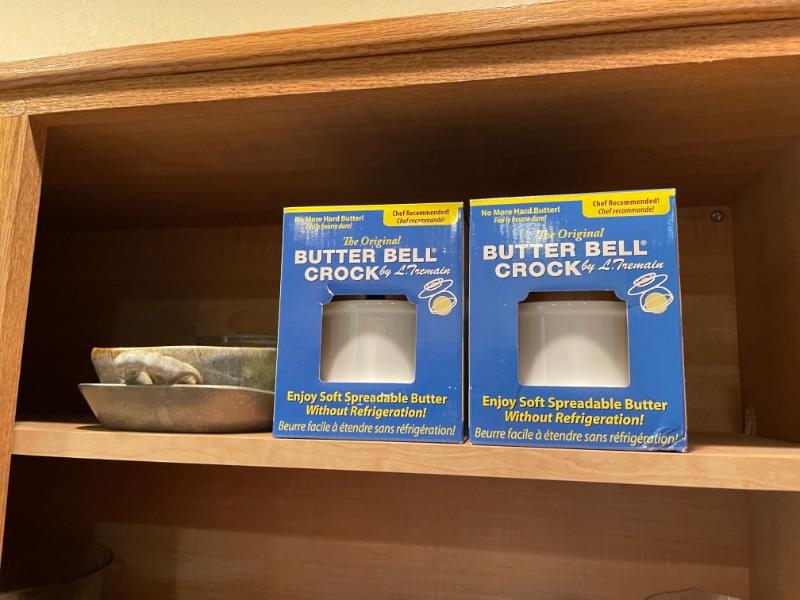 No More Hard Butter!
Fini le beurre dure!
Chef Recommended!
Chef recommandé!
The Original
BUTTER BELL®
CROCK by L. Tremain
Enjoy Soft Spreadable Butter
Without Refrigeration!
Beurre facile à étendre sans réfrigération!
No More Hard Butter!
Fini le beurre dure!
Chef Recommended!
Chef recommandé!
The Original
BUTTER BELL®
CROCK by L. Tremain
Enjoy Soft Spreadable Butter
Without Refrigeration!
Beurre facile à étendre sans réfrigération!